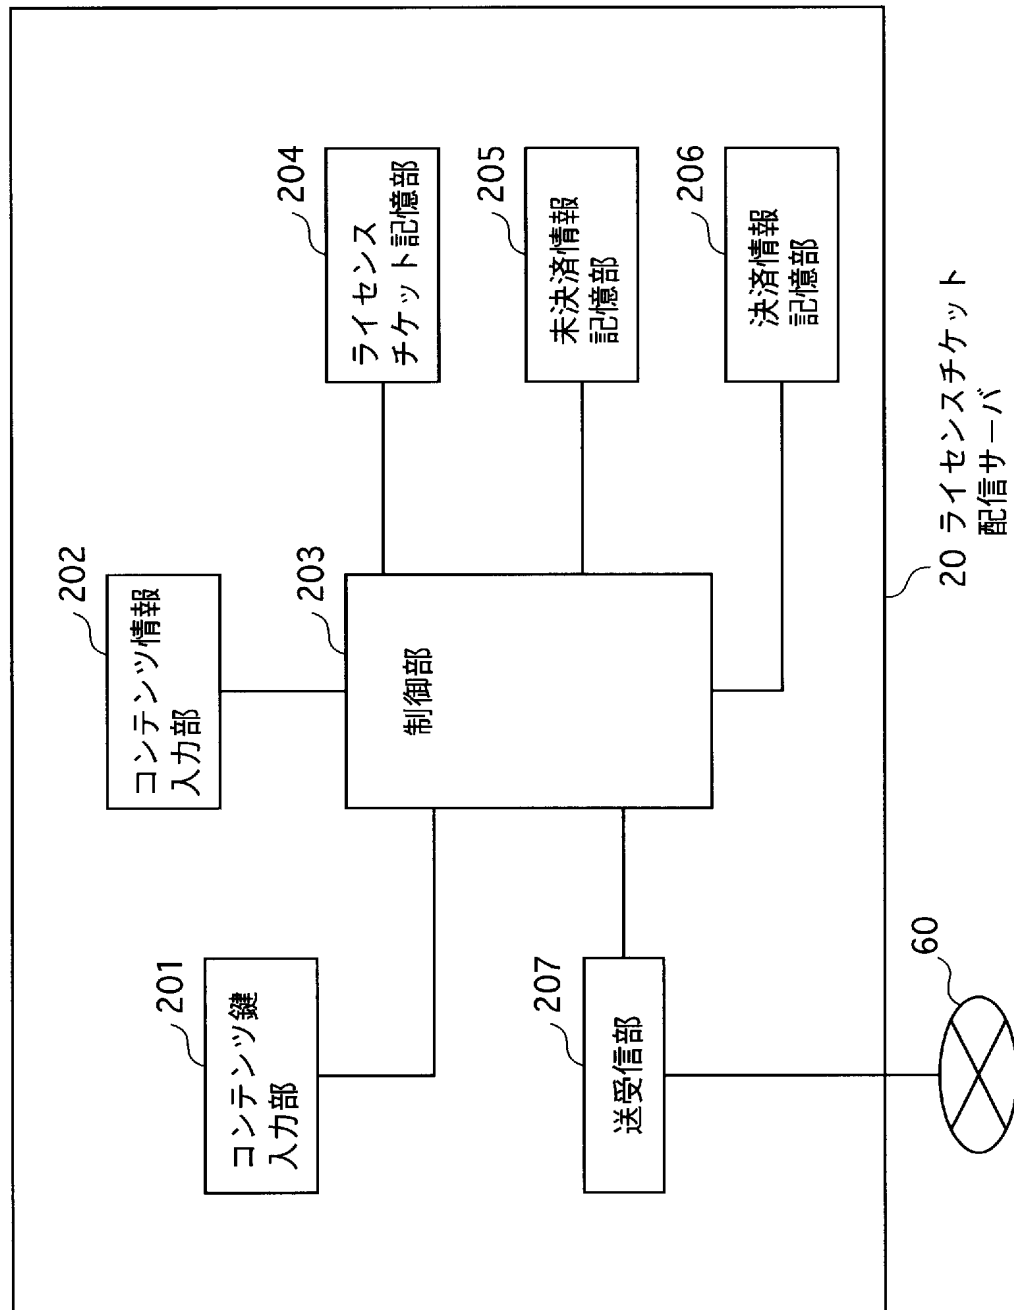 201
コンテンツ鍵
入力部
202
コンテンツ情報
入力部
203
制御部
204
ライセンス
チケット記憶部
205
未決済情報
記憶部
206
決済情報
記憶部
207
送受信部
60
20 ライセンスチケット
配信サーバ